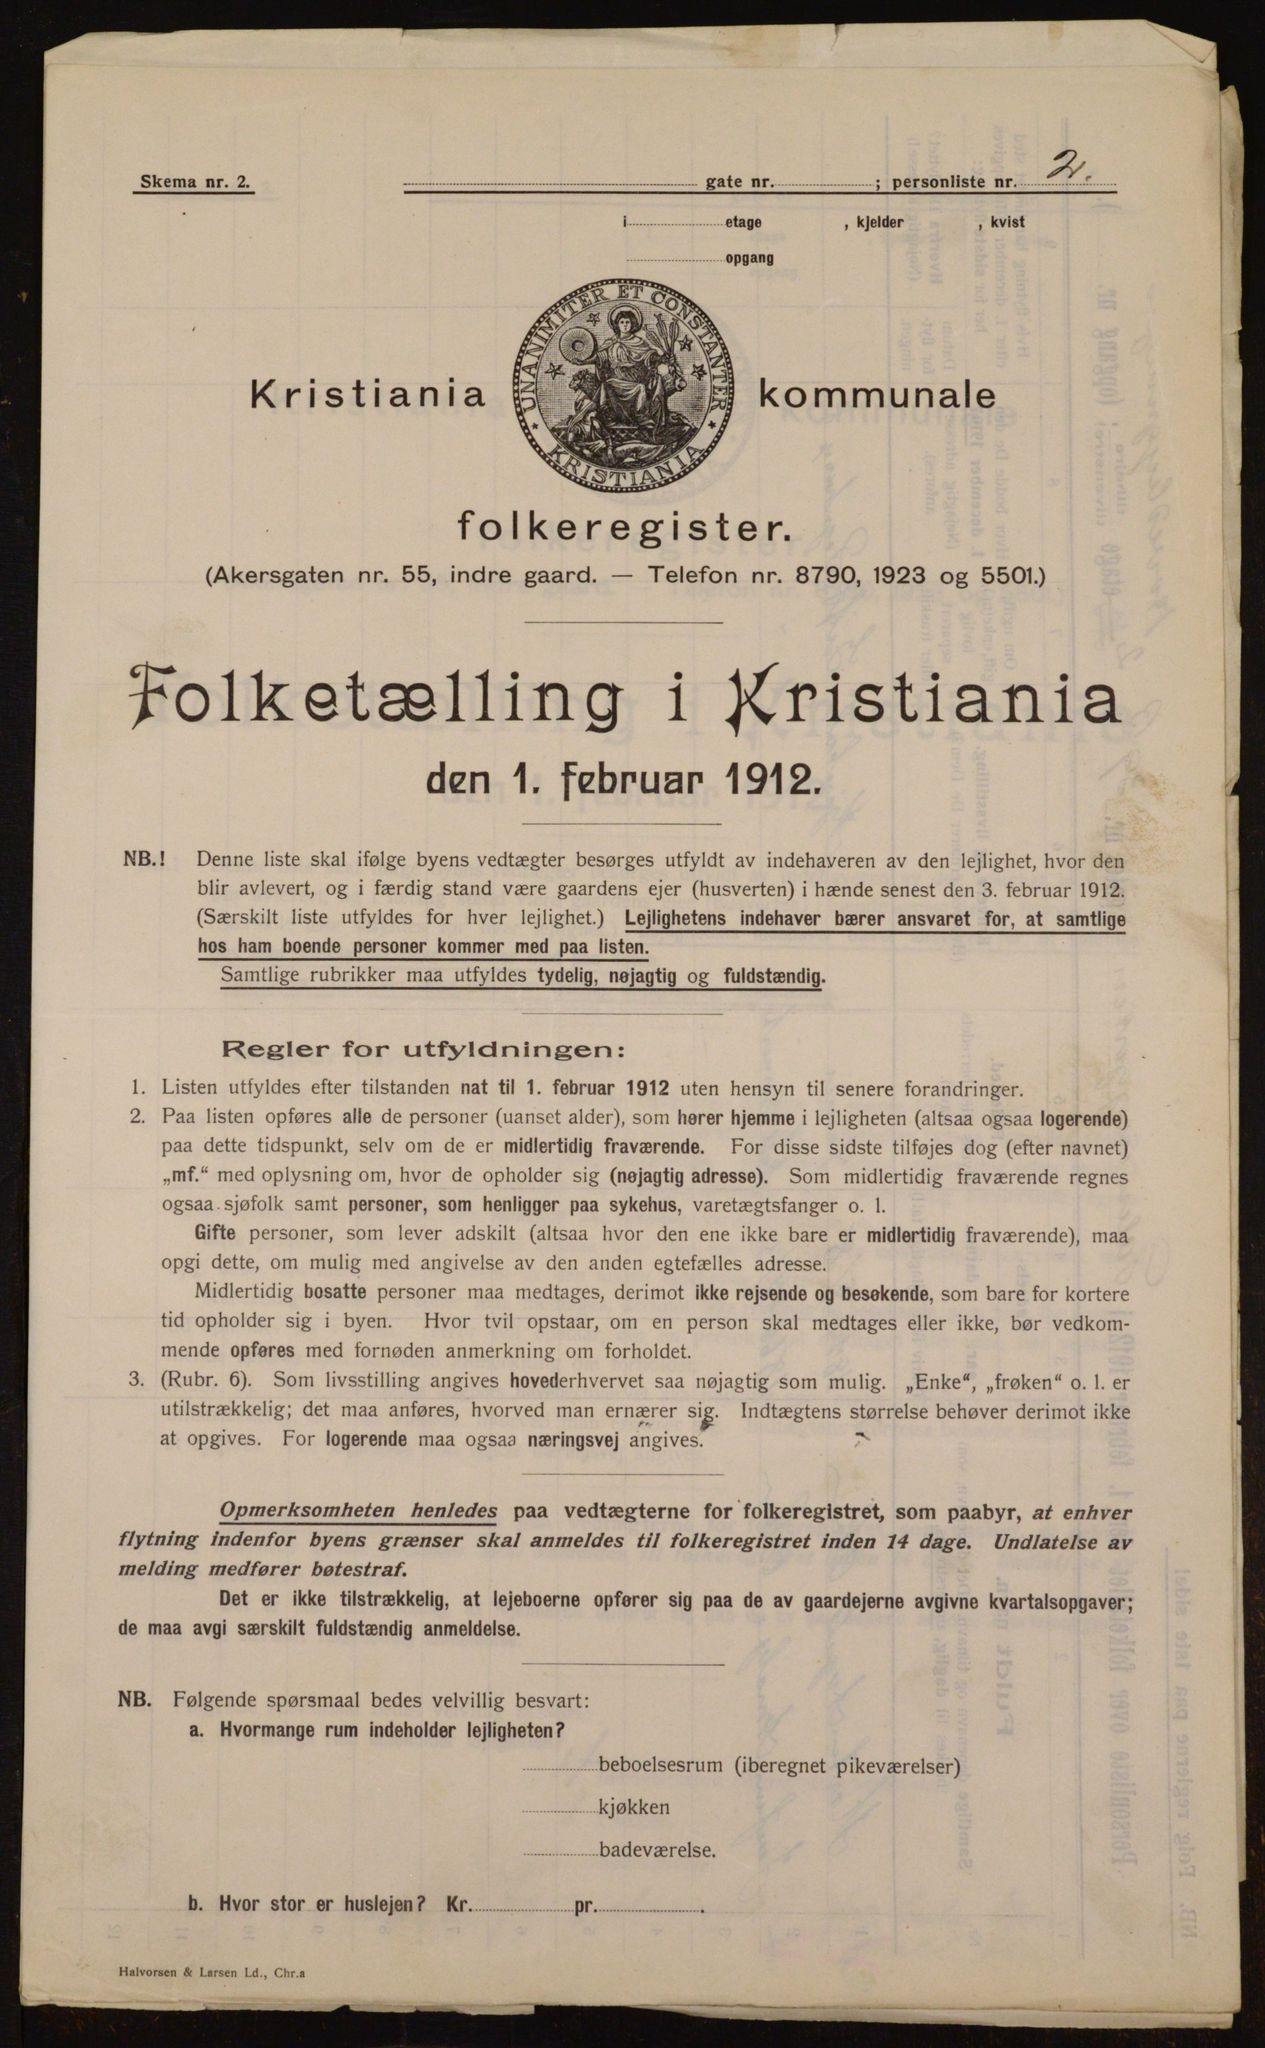 Skema nr. 2.
gate nr. ; personliste nr. 2.
i etage , kjelder , kvist
opgang
UNANIMITER ET CONSTANTER
KRISTIANIA
Kristiania kommunale
folkeregister.
(Akersgaten nr. 55, indre gaard. — Telefon nr. 8790, 1923 og 5501.)
Folketælling i Kristiania
den 1. februar 1912.
NB.! Denne liste skal ifølge byens vedtægter besørges utfyldt av indehaveren av den lejlighet, hvor den
blir avlevert, og i færdig stand være gaardens ejer (husverten) i hænde senest den 3. februar 1912.
(Særskilt liste utfyldes for hver lejlighet.) Lejlighetens indehaver bærer ansvaret for, at samtlige
hos ham boende personer kommer med paa listen.
Samtlige rubrikker maa utfyldes tydelig, nøjagtig og fuldstændig.
Regler for utfyldningen:
1. Listen utfyldes efter tilstanden nat til 1. februar 1912 uten hensyn til senere forandringer.
2. Paa listen opføres alle de personer (uanset alder), som hører hjemme i lejligheten (altsaa ogsaa logerende)
paa dette tidspunkt, selv om de er midlertidig fraværende. For disse sidste tilføjes dog (efter navnet)
„mf.“ med oplysning om, hvor de opholder sig (nøjagtig adresse). Som midlertidig fraværende regnes
ogsaa sjøfolk samt personer, som henligger paa sykehus, varetægtsfanger o. l.
Gifte personer, som lever adskilt (altsaa hvor den ene ikke bare er midlertidig fraværende), maa
opgi dette, om mulig med angivelse av den anden egtefælles adresse.
Midlertidig bosatte personer maa medtages, derimot ikke rejsende og besøkende, som bare for kortere
tid opholder sig i byen. Hvor tvil opstaar, om en person skal medtages eller ikke, bør vedkom-
mende opføres med fornøden anmerkning om forholdet.
3. (Rubr. 6). Som livsstilling angives hovederhvervet saa nøjagtig som mulig. „Enke“, „frøken“ o. l. er
utilstrækkelig; det maa anføres, hvorved man ernærer sig. Indtægtens størrelse behøver derimot ikke
at opgives. For logerende maa ogsaa næringsvej angives.
Opmerksomheten henledes paa vedtægterne for folkeregistret, som paabyr, at enhver
flytning indenfor byens grænser skal anmeldes til folkeregistret inden 14 dage. Undlatelse av
melding medfører bøtestraf.
Det er ikke tilstrækkelig, at lejeboerne opfører sig paa de av gaardejerne avgivne kvartalsopgaver;
de maa avgi særskilt fuldstændig anmeldelse.
NB. Følgende spørsmaal bedes velvillig besvart:
a. Hvormange rum indeholder lejligheten?
beboelsesrum (iberegnet pikeværelser)
kjøkken
badeværelse.
b. Hvor stor er huslejen? Kr. pr. .
Halvorsen & Larsen Ld., Chr.a